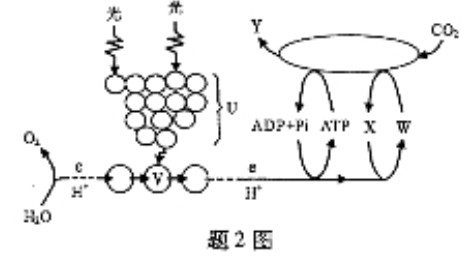 光 光
Y CO₂
U
ADP+Pi ATP X W
O₂
e V e
H⁺ H⁺
H₂O
题2图